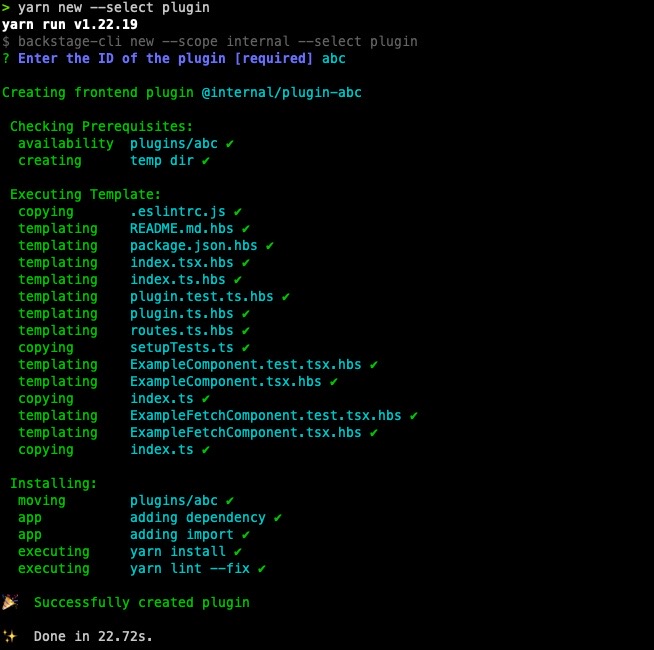 > yarn new --select plugin
yarn run v1.22.19
$ backstage-cli new --scope internal --select plugin
? Enter the ID of the plugin [required] abc
Creating frontend plugin @internal/plugin-abc
Checking Prerequisites:
availability plugins/abc ✔
creating temp dir ✔
Executing Template:
copying .eslintrc.js ✔
templating README.md.hbs ✔
templating package.json.hbs ✔
templating index.tsx.hbs ✔
templating index.ts.hbs ✔
templating plugin.test.ts.hbs ✔
templating plugin.ts.hbs ✔
templating routes.ts.hbs ✔
copying setupTests.ts ✔
templating ExampleComponent.test.tsx.hbs ✔
templating ExampleComponent.tsx.hbs ✔
copying index.ts ✔
templating ExampleFetchComponent.test.tsx.hbs ✔
templating ExampleFetchComponent.tsx.hbs ✔
copying index.ts ✔
Installing:
moving plugins/abc ✔
app adding dependency ✔
app adding import ✔
executing yarn install ✔
executing yarn lint --fix ✔
🎉 Successfully created plugin
✨ Done in 22.72s.